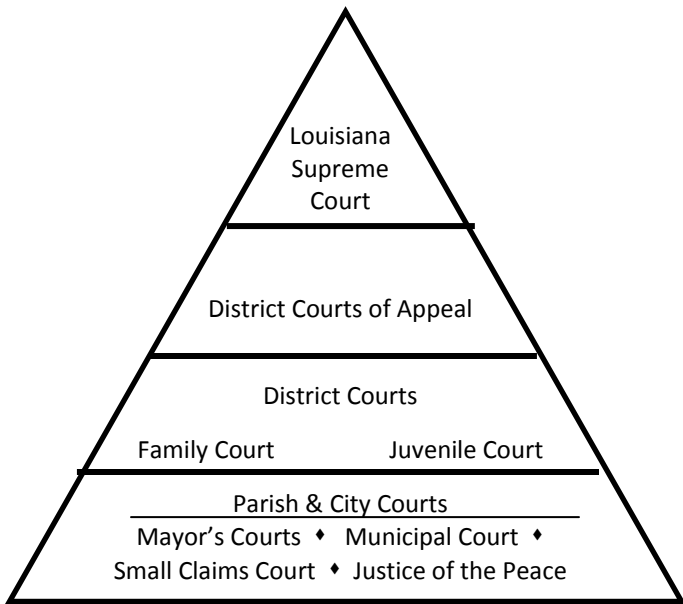 Louisiana
Supreme
Court
District Courts of Appeal
District Courts
Family Court Juvenile Court
Parish & City Courts
Mayor’s Courts ♦ Municipal Court ♦
Small Claims Court ♦ Justice of the Peace